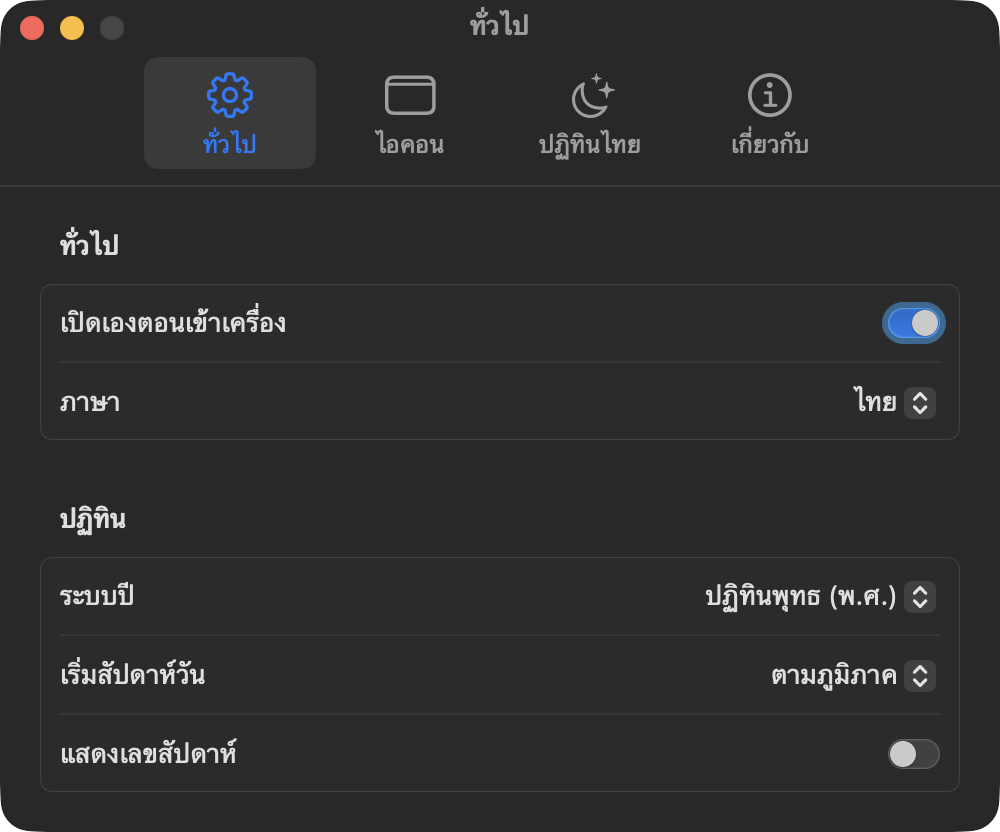 ทั่วไป
ทั่วไป ไอคอน ปฏิทินไทย เกี่ยวกับ
ทั่วไป
เปิดเองตอนเข้าเครื่อง
ภาษา ไทย
ปฏิทิน
ระบบปี ปฏิทินพุทธ (พ.ศ.)
เริ่มสัปดาห์วัน ตามภูมิภาค
แสดงเลขสัปดาห์